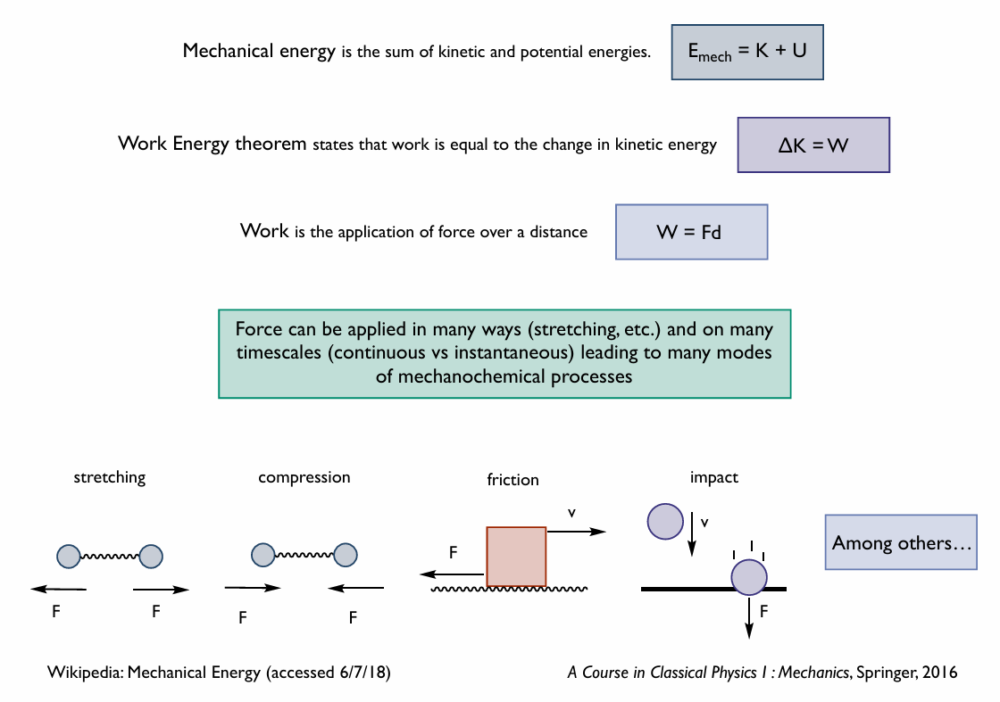 Mechanical energy is the sum of kinetic and potential energies.
E_mech = K + U
Work Energy theorem states that work is equal to the change in kinetic energy
ΔK = W
Work is the application of force over a distance
W = Fd
Force can be applied in many ways (stretching, etc.) and on many
timescales (continuous vs instantaneous) leading to many modes
of mechanochemical processes
stretching
compression
friction
impact
F
F
F
F
F
v
v
F
Among others…
Wikipedia: Mechanical Energy (accessed 6/7/18)
A Course in Classical Physics I : Mechanics, Springer, 2016